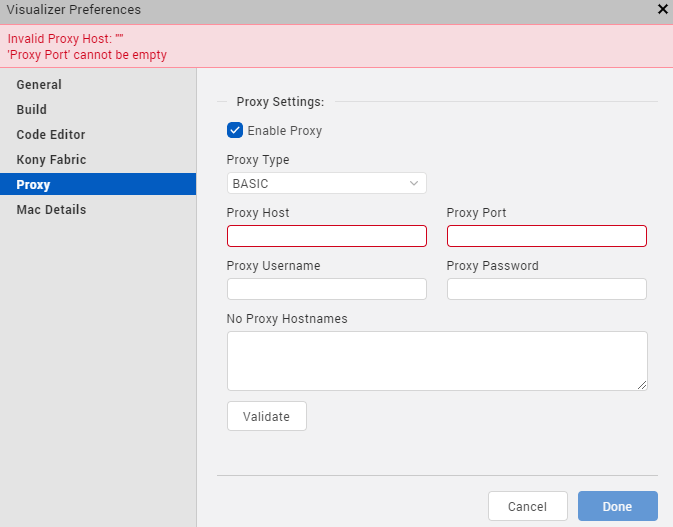 Visualizer Preferences
Invalid Proxy Host: ""
'Proxy Port' cannot be empty
General
Build
Code Editor
Kony Fabric
Proxy
Mac Details
Proxy Settings:
Enable Proxy
Proxy Type
BASIC
Proxy Host Proxy Port
Proxy Username Proxy Password
No Proxy Hostnames
Validate
Cancel Done